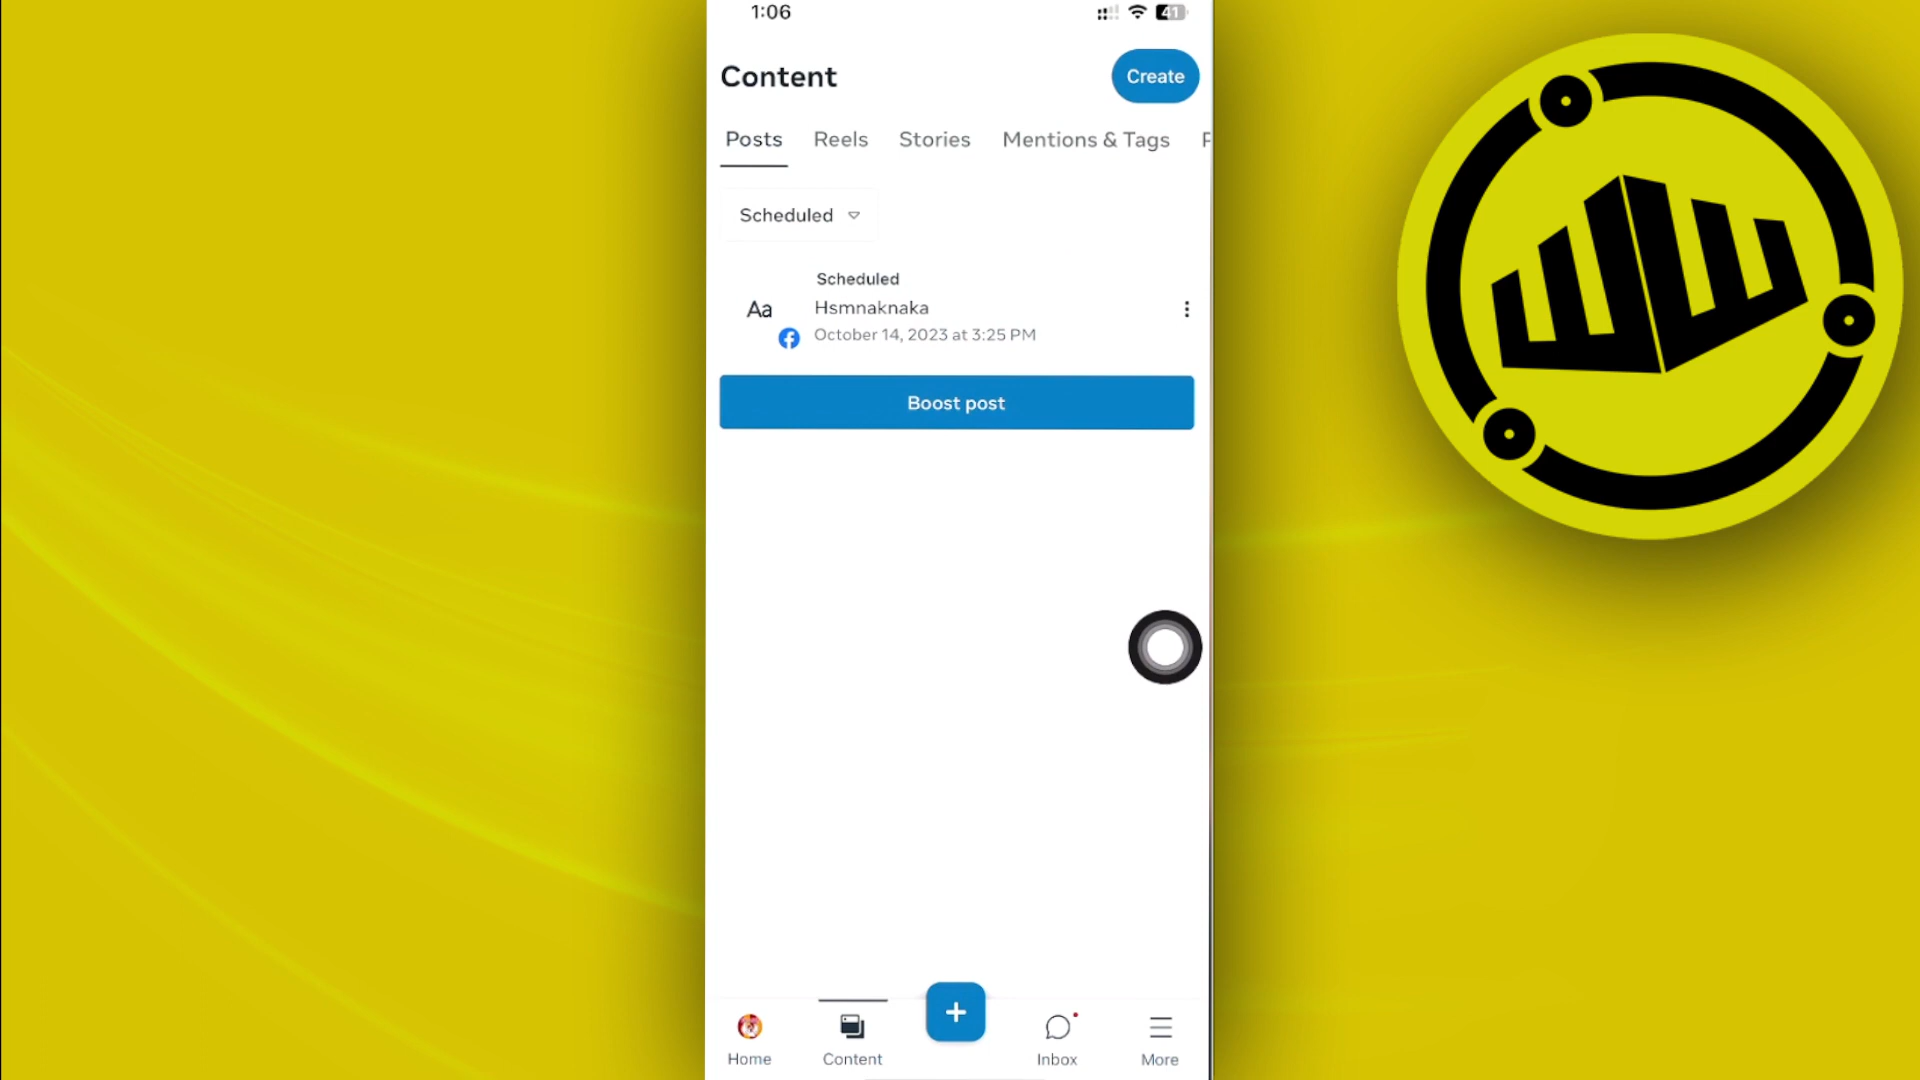 1:06
41
Content
Create
Posts
Reels
Stories
Mentions & Tags
Scheduled
Scheduled
Aa
Hsmnaknaka
October 14, 2023 at 3:25 PM
Boost post
Home
Content
Inbox
More